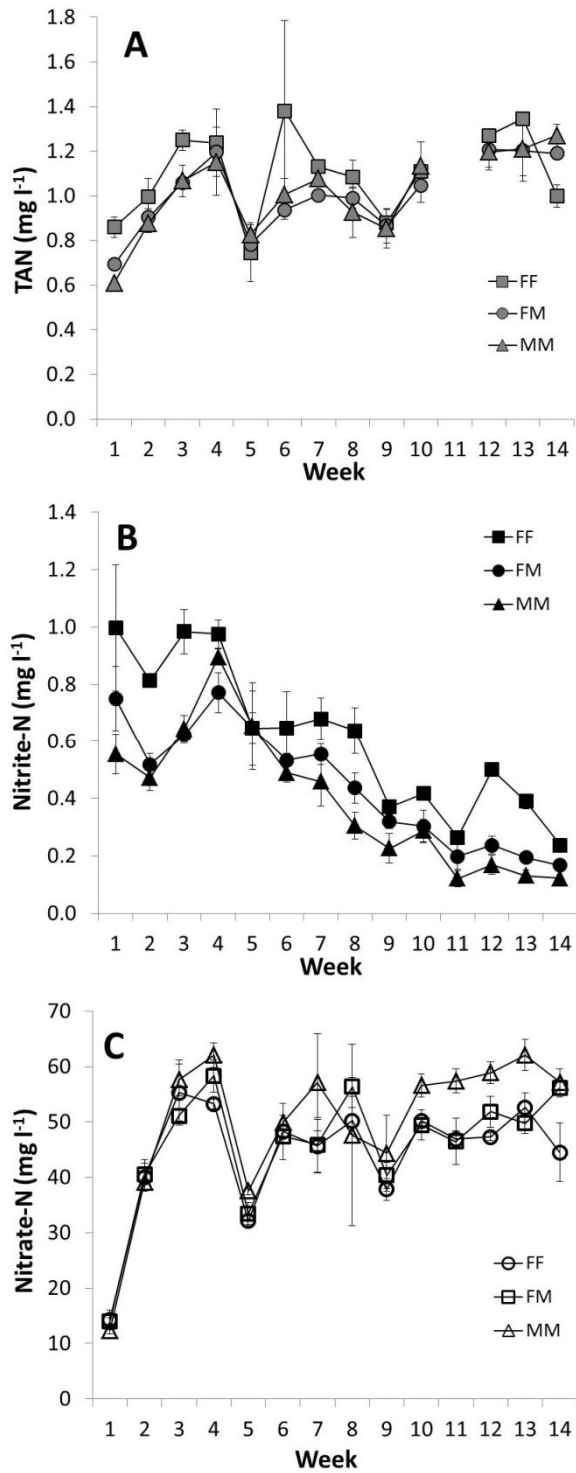 A
TAN (mg l⁻¹)
1.8
1.6
1.4
1.2
1.0
0.8
0.6
0.4
0.2
0.0
FF
FM
MM
1 2 3 4 5 6 7 8 9 10 11 12 13 14
Week
B
Nitrite-N (mg l⁻¹)
1.4
1.2
1.0
0.8
0.6
0.4
0.2
0.0
FF
FM
MM
1 2 3 4 5 6 7 8 9 10 11 12 13 14
Week
C
Nitrate-N (mg l⁻¹)
70
60
50
40
30
20
10
0
FF
FM
MM
1 2 3 4 5 6 7 8 9 10 11 12 13 14
Week